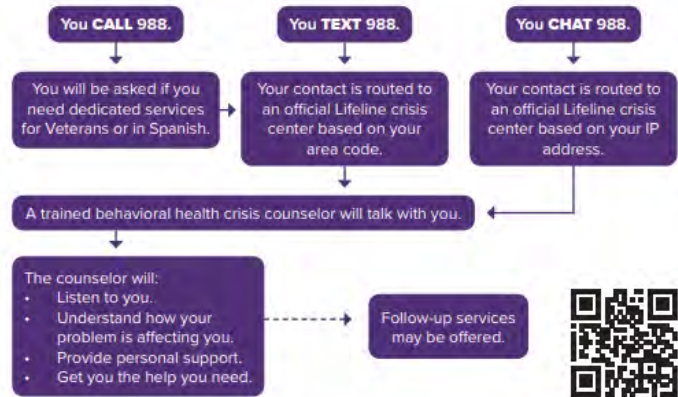 You CALL 988.
You TEXT 988.
You CHAT 988.
You will be asked if you
need dedicated services
for Veterans or in Spanish.
Your contact is routed to
an official Lifeline crisis
center based on your
area code.
Your contact is routed to
an official Lifeline crisis
center based on your IP
address.
A trained behavioral health crisis counselor will talk with you.
The counselor will:
• Listen to you.
• Understand how your
problem is affecting you.
• Provide personal support.
• Get you the help you need.
Follow-up services
may be offered.